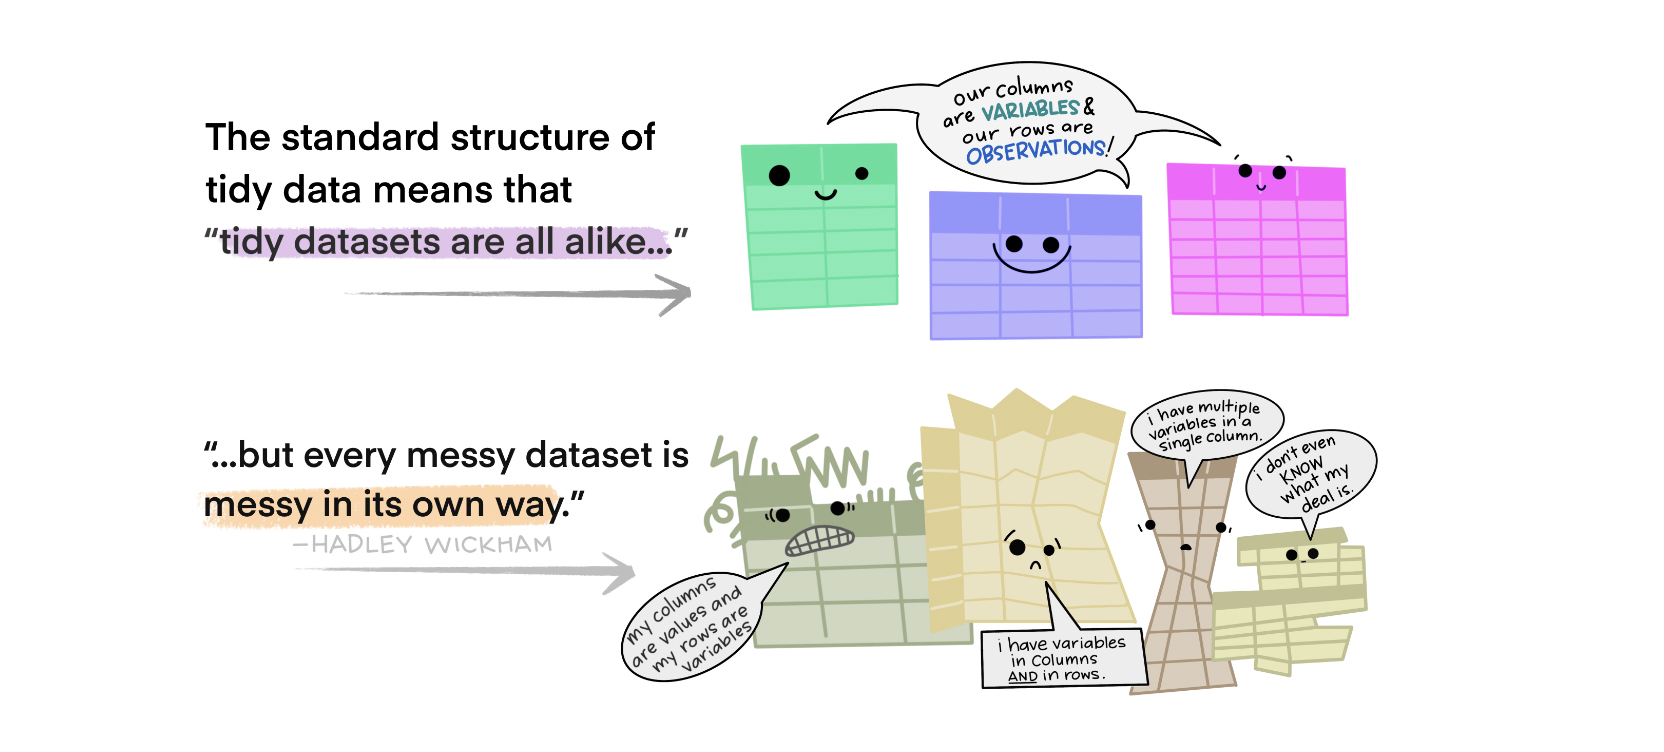 The standard structure of
tidy data means that
“tidy datasets are all alike...”
our columns
are VARIABLES &
our rows are
OBSERVATIONS!
“...but every messy dataset is
messy in its own way.”
–HADLEY WICKHAM
my columns
are values and
my rows are
variables
i have variables
in columns
AND in rows.
i have multiple
variables in a
single column.
i don't even
KNOW
what my
deal is.